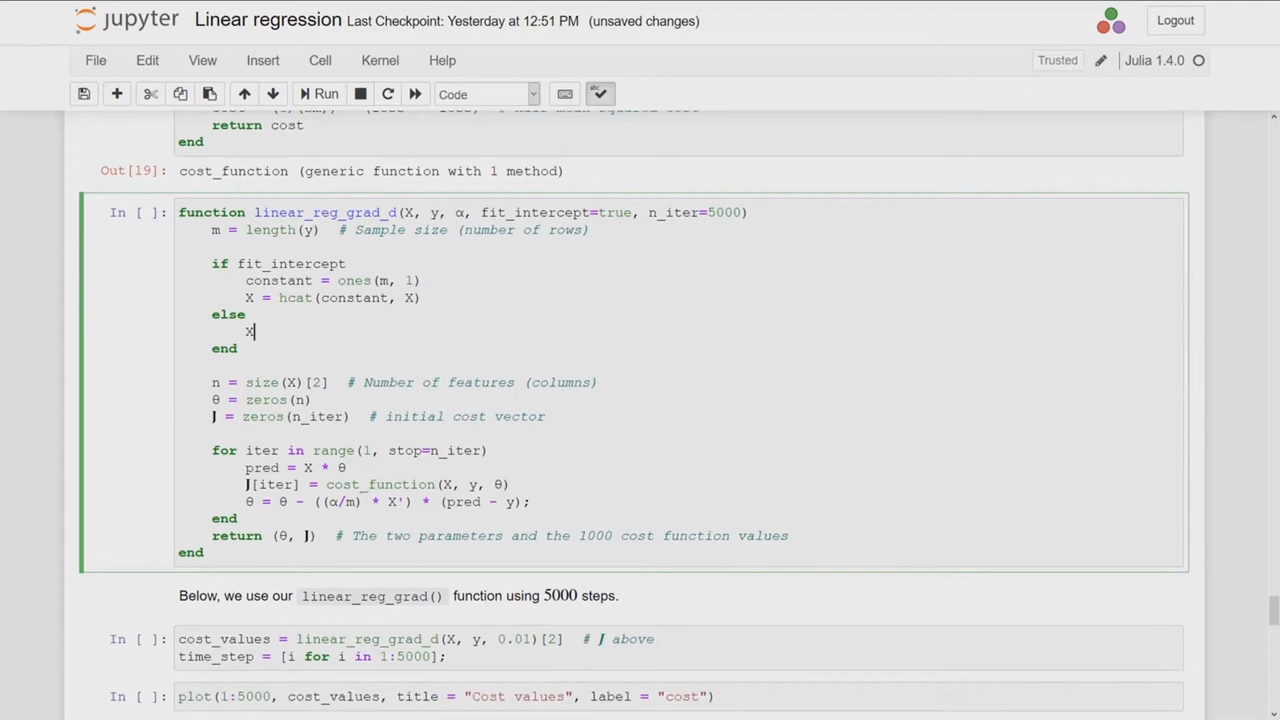 jupyter Linear regression Last Checkpoint: Yesterday at 12:51 PM (unsaved changes) Logout
File Edit View Insert Cell Kernel Help Trusted Julia 1.4.0
Run Code
return cost
end
Out[19]: cost_function (generic function with 1 method)
In [ ]: function linear_reg_grad_d(X, y, α, fit_intercept=true, n_iter=5000)
m = length(y) # Sample size (number of rows)
if fit_intercept
constant = ones(m, 1)
X = hcat(constant, X)
else
X
end
n = size(X)[2] # Number of features (columns)
θ = zeros(n)
J = zeros(n_iter) # initial cost vector
for iter in range(1, stop=n_iter)
pred = X * θ
J[iter] = cost_function(X, y, θ)
θ = θ - ((α/m) * X') * (pred - y);
end
return (θ, J) # The two parameters and the 1000 cost function values
end
Below, we use our linear_reg_grad() function using 5000 steps.
In [ ]: cost_values = linear_reg_grad_d(X, y, 0.01)[2] # J above
time_step = [i for i in 1:5000];
In [ ]: plot(1:5000, cost_values, title = "Cost values", label = "cost")